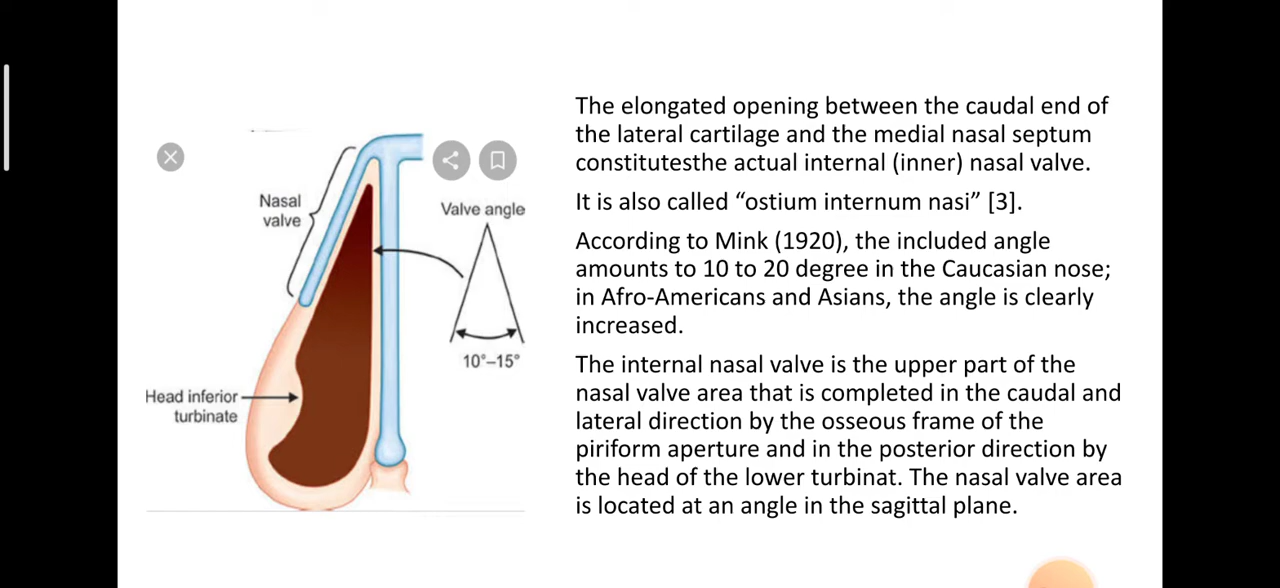 Nasal
valve
Valve angle
10°–15°
Head inferior
turbinate
The elongated opening between the caudal end of
the lateral cartilage and the medial nasal septum
constitutesthe actual internal (inner) nasal valve.
It is also called “ostium internum nasi” [3].
According to Mink (1920), the included angle
amounts to 10 to 20 degree in the Caucasian nose;
in Afro-Americans and Asians, the angle is clearly
increased.
The internal nasal valve is the upper part of the
nasal valve area that is completed in the caudal and
lateral direction by the osseous frame of the
piriform aperture and in the posterior direction by
the head of the lower turbinat. The nasal valve area
is located at an angle in the sagittal plane.